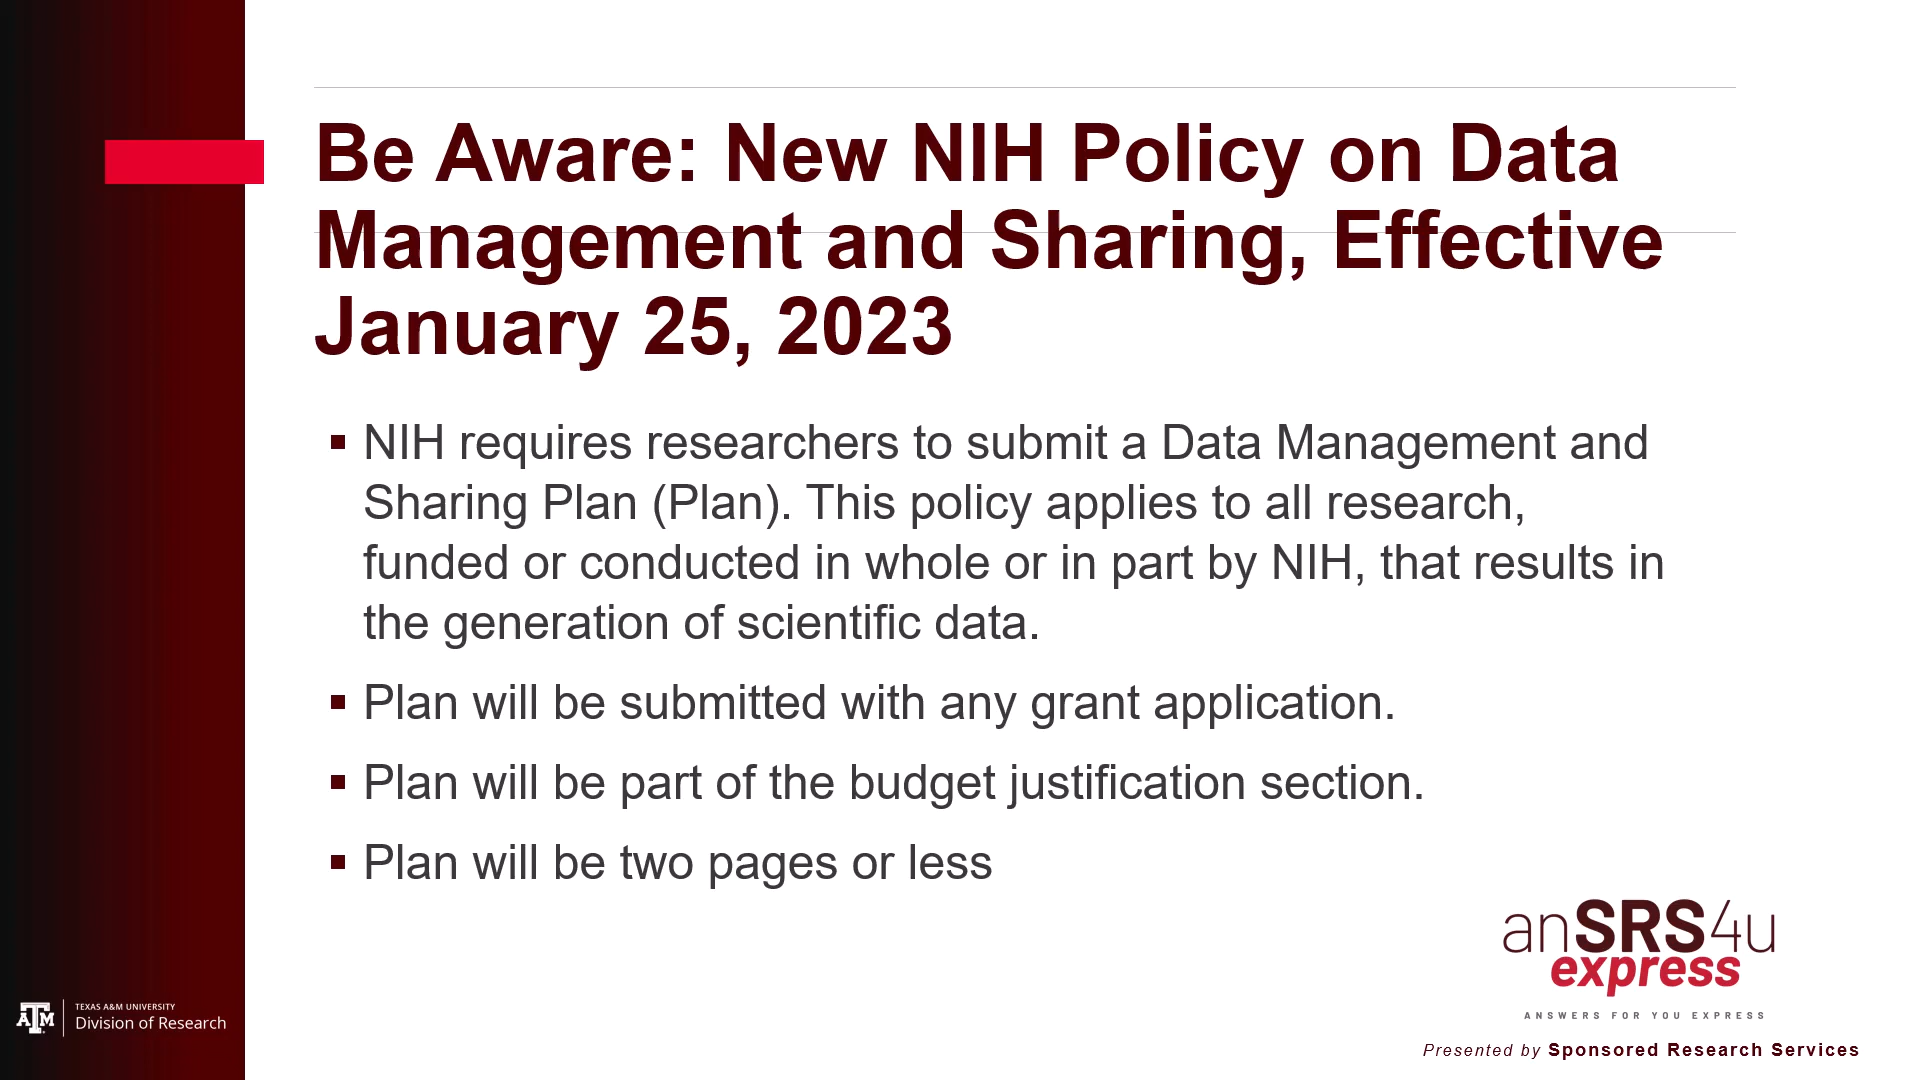 Be Aware: New NIH Policy on Data
Management and Sharing, Effective
January 25, 2023
▪ NIH requires researchers to submit a Data Management and
Sharing Plan (Plan). This policy applies to all research,
funded or conducted in whole or in part by NIH, that results in
the generation of scientific data.
▪ Plan will be submitted with any grant application.
▪ Plan will be part of the budget justification section.
▪ Plan will be two pages or less
anSRS4u
express
ANSWERS FOR YOU EXPRESS
Presented by Sponsored Research Services
ATM
TEXAS A&M UNIVERSITY
Division of Research